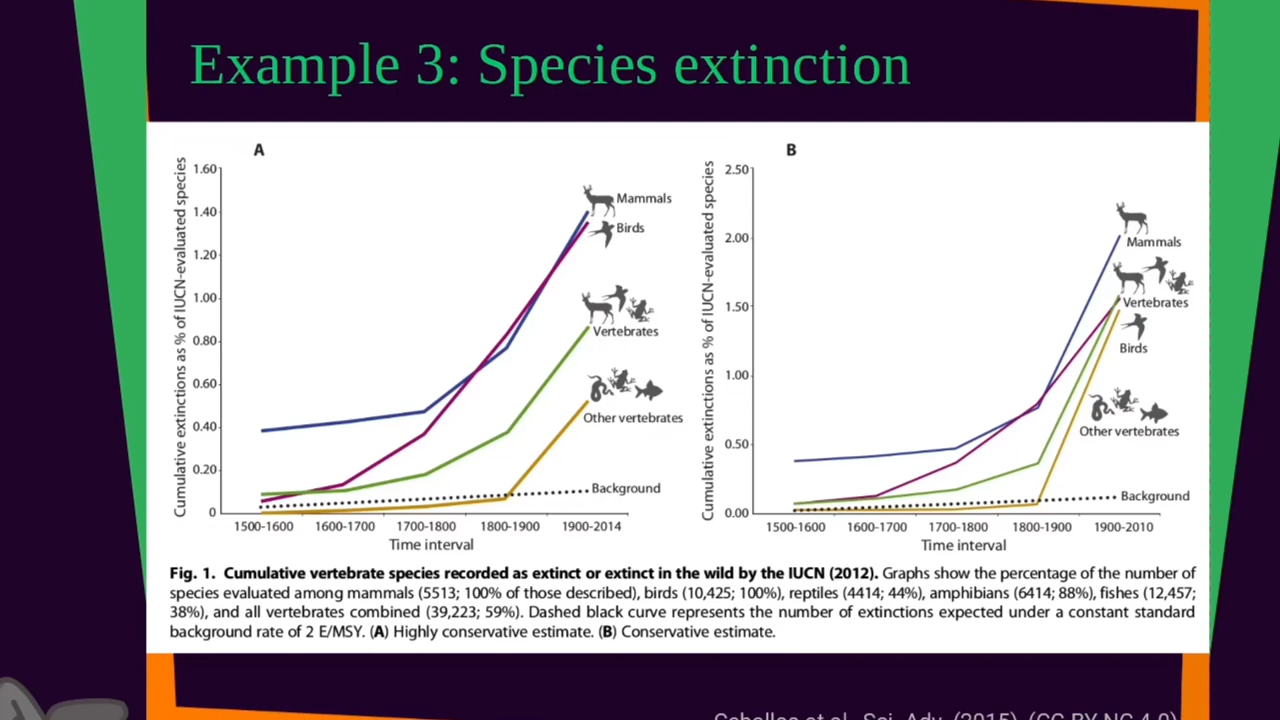 Example 3: Species extinction
A
Cumulative extinctions as % of IUCN-evaluated species
1.60
1.40
1.20
1.00
0.80
0.60
0.40
0.20
0
Mammals
Birds
Vertebrates
Other vertebrates
Background
1500-1600 1600-1700 1700-1800 1800-1900 1900-2014
Time interval
B
Cumulative extinctions as % of IUCN-evaluated species
2.50
2.00
1.50
1.00
0.50
0.00
Mammals
Vertebrates
Birds
Other vertebrates
Background
1500-1600 1600-1700 1700-1800 1800-1900 1900-2010
Time interval
Fig. 1. Cumulative vertebrate species recorded as extinct or extinct in the wild by the IUCN (2012). Graphs show the percentage of the number of
species evaluated among mammals (5513; 100% of those described), birds (10,425; 100%), reptiles (4414; 44%), amphibians (6414; 88%), fishes (12,457;
38%), and all vertebrates combined (39,223; 59%). Dashed black curve represents the number of extinctions expected under a constant standard
background rate of 2 E/MSY. (A) Highly conservative estimate. (B) Conservative estimate.
Ceballos et al., Sci. Adv. (2015), (CC BY-NC 4.0)